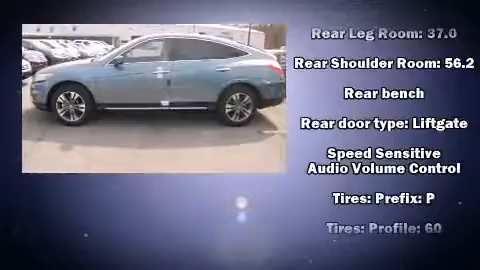 Rear Leg Room: 37.0
Rear Shoulder Room: 56.2
Rear bench
Rear door type: Liftgate
Speed Sensitive
Audio Volume Control
Tires: Prefix: P
Tires: Profile: 60